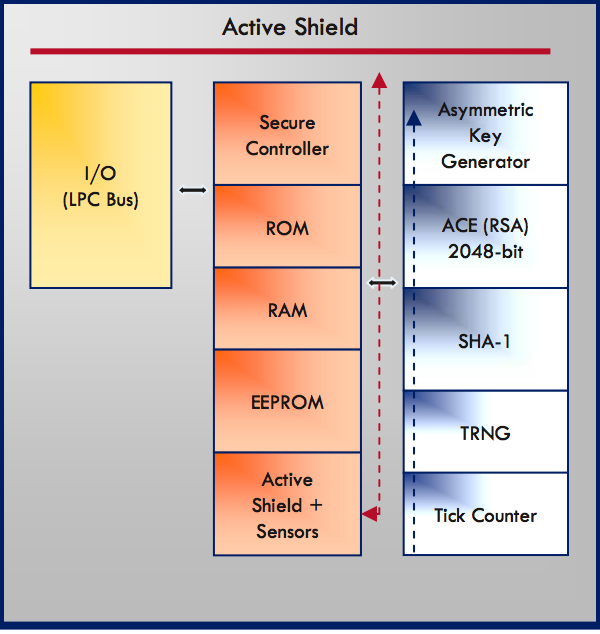 Active Shield
I/O
(LPC Bus)
Secure
Controller
ROM
RAM
EEPROM
Active
Shield +
Sensors
Asymmetric
Key
Generator
ACE (RSA)
2048-bit
SHA-1
TRNG
Tick Counter